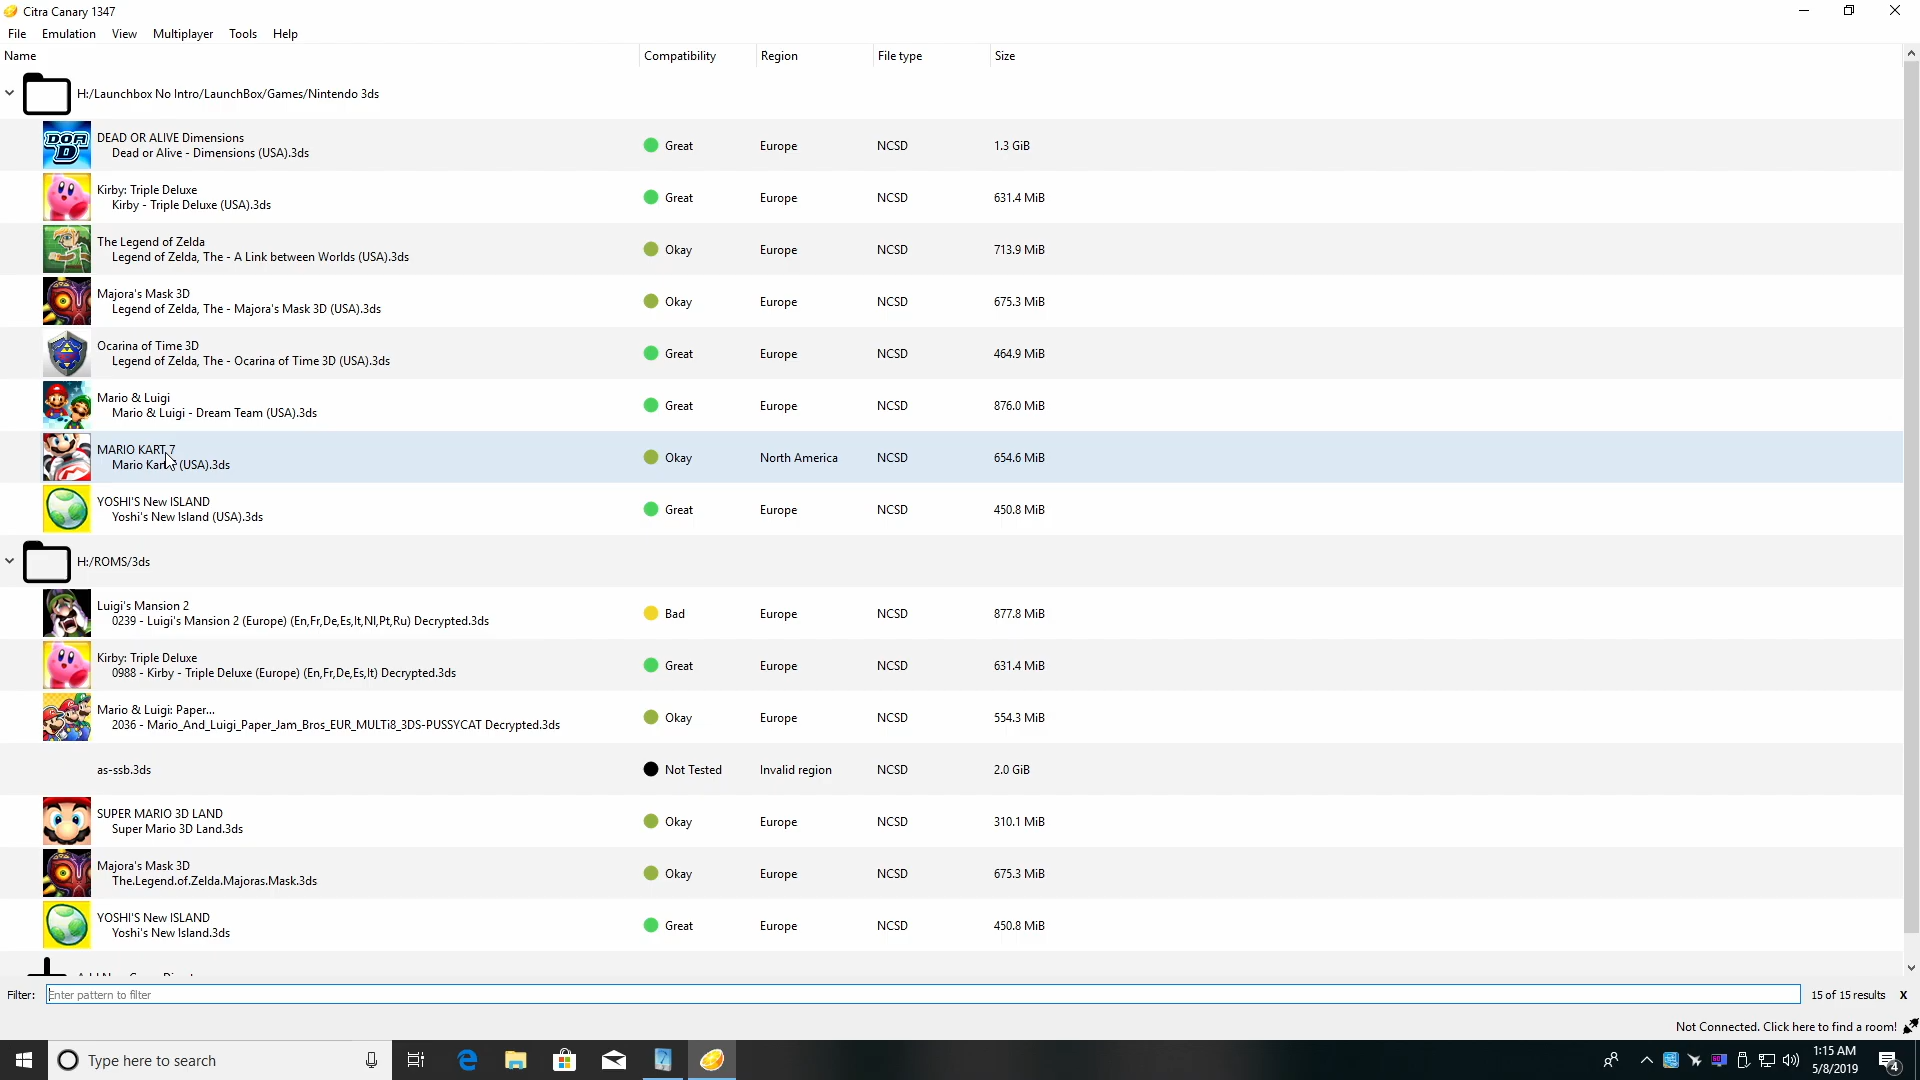 Citra Canary 1347
File Emulation View Multiplayer Tools Help
Name Compatibility Region File type Size
H:/Launchbox No Intro/LaunchBox/Games/Nintendo 3ds
DEAD OR ALIVE Dimensions
Dead or Alive - Dimensions (USA).3ds
Great Europe NCSD 1.3 GiB
Kirby: Triple Deluxe
Kirby - Triple Deluxe (USA).3ds
Great Europe NCSD 631.4 MiB
The Legend of Zelda
Legend of Zelda, The - A Link between Worlds (USA).3ds
Okay Europe NCSD 713.9 MiB
Majora's Mask 3D
Legend of Zelda, The - Majora's Mask 3D (USA).3ds
Okay Europe NCSD 675.3 MiB
Ocarina of Time 3D
Legend of Zelda, The - Ocarina of Time 3D (USA).3ds
Great Europe NCSD 464.9 MiB
Mario & Luigi
Mario & Luigi - Dream Team (USA).3ds
Great Europe NCSD 876.0 MiB
MARIO KART 7
Mario (USA).3ds
Okay North America NCSD 654.6 MiB
YOSHI'S New ISLAND
Yoshi's New Island (USA).3ds
Great Europe NCSD 450.8 MiB
H:/ROMS/3ds
Luigi's Mansion 2
0239 - Luigi's Mansion 2 (Europe) (En,Fr,De,Es,It,Nl,Pt,Ru) Decrypted.3ds
Bad Europe NCSD 877.8 MiB
Kirby: Triple Deluxe
0988 - Kirby - Triple Deluxe (Europe) (En,Fr,De,Es,It) Decrypted.3ds
Great Europe NCSD 631.4 MiB
Mario & Luigi: Paper...
2036 - Mario_And_Luigi_Paper_Jam_Bros_EUR_MULTi8_3DS-PUSSYCAT Decrypted.3ds
Okay Europe NCSD 554.3 MiB
as-ssb.3ds Not Tested Invalid region NCSD 2.0 GiB
SUPER MARIO 3D LAND
Super Mario 3D Land.3ds
Okay Europe NCSD 310.1 MiB
Majora's Mask 3D
The.Legend.of.Zelda.Majoras.Mask.3ds
Okay Europe NCSD 675.3 MiB
YOSHI'S New ISLAND
Yoshi's New Island.3ds
Great Europe NCSD 450.8 MiB
Filter: Enter pattern to filter 15 of 15 results X
Not Connected. Click here to find a room!
Type here to search
1:15 AM
5/8/2019
4
DOA
D